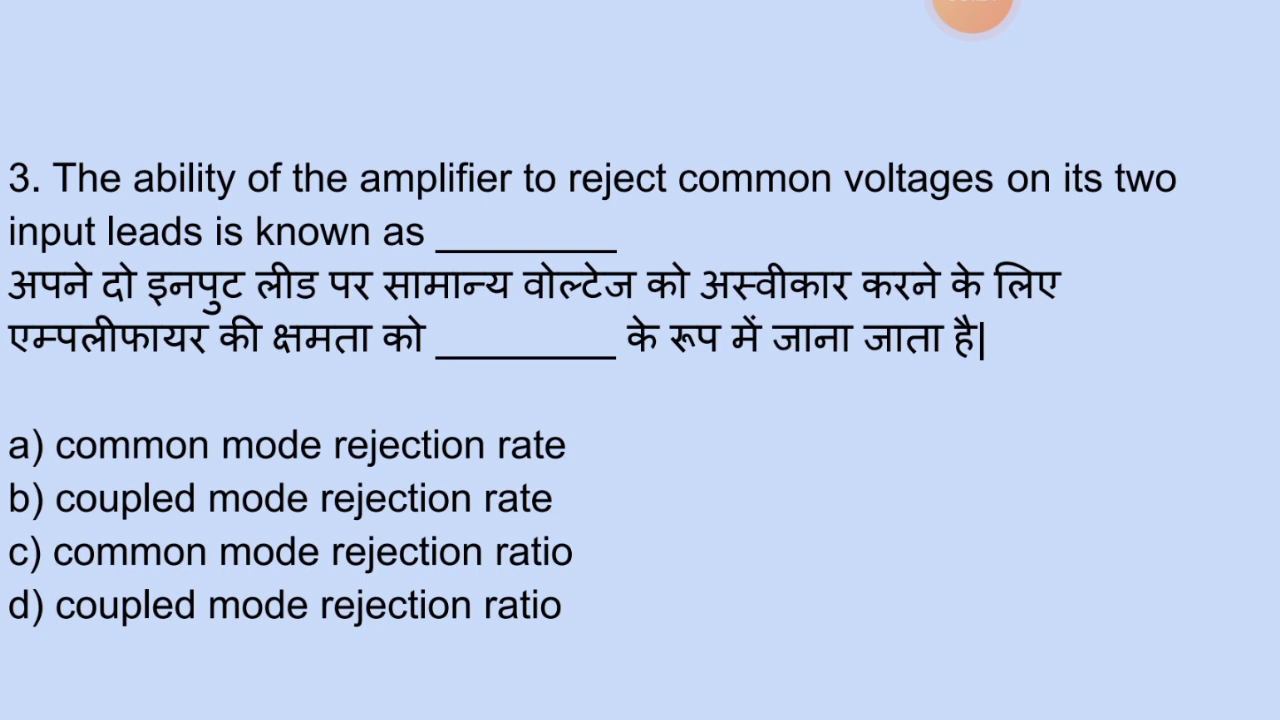 3. The ability of the amplifier to reject common voltages on its two
input leads is known as ________
अपने दो इनपुट लीड पर सामान्य वोल्टेज को अस्वीकार करने के लिए
एम्पलीफायर की क्षमता को ________ के रूप में जाना जाता है|
a) common mode rejection rate
b) coupled mode rejection rate
c) common mode rejection ratio
d) coupled mode rejection ratio